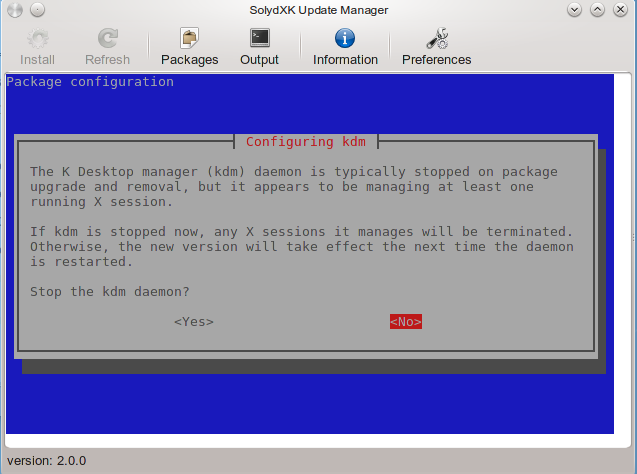 SolydXK Update Manager
Install Refresh Packages Output Information Preferences
Package configuration
Configuring kdm
The K Desktop manager (kdm) daemon is typically stopped on package
upgrade and removal, but it appears to be managing at least one
running X session.
If kdm is stopped now, any X sessions it manages will be terminated.
Otherwise, the new version will take effect the next time the daemon
is restarted.
Stop the kdm daemon?
<Yes> <No>
version: 2.0.0